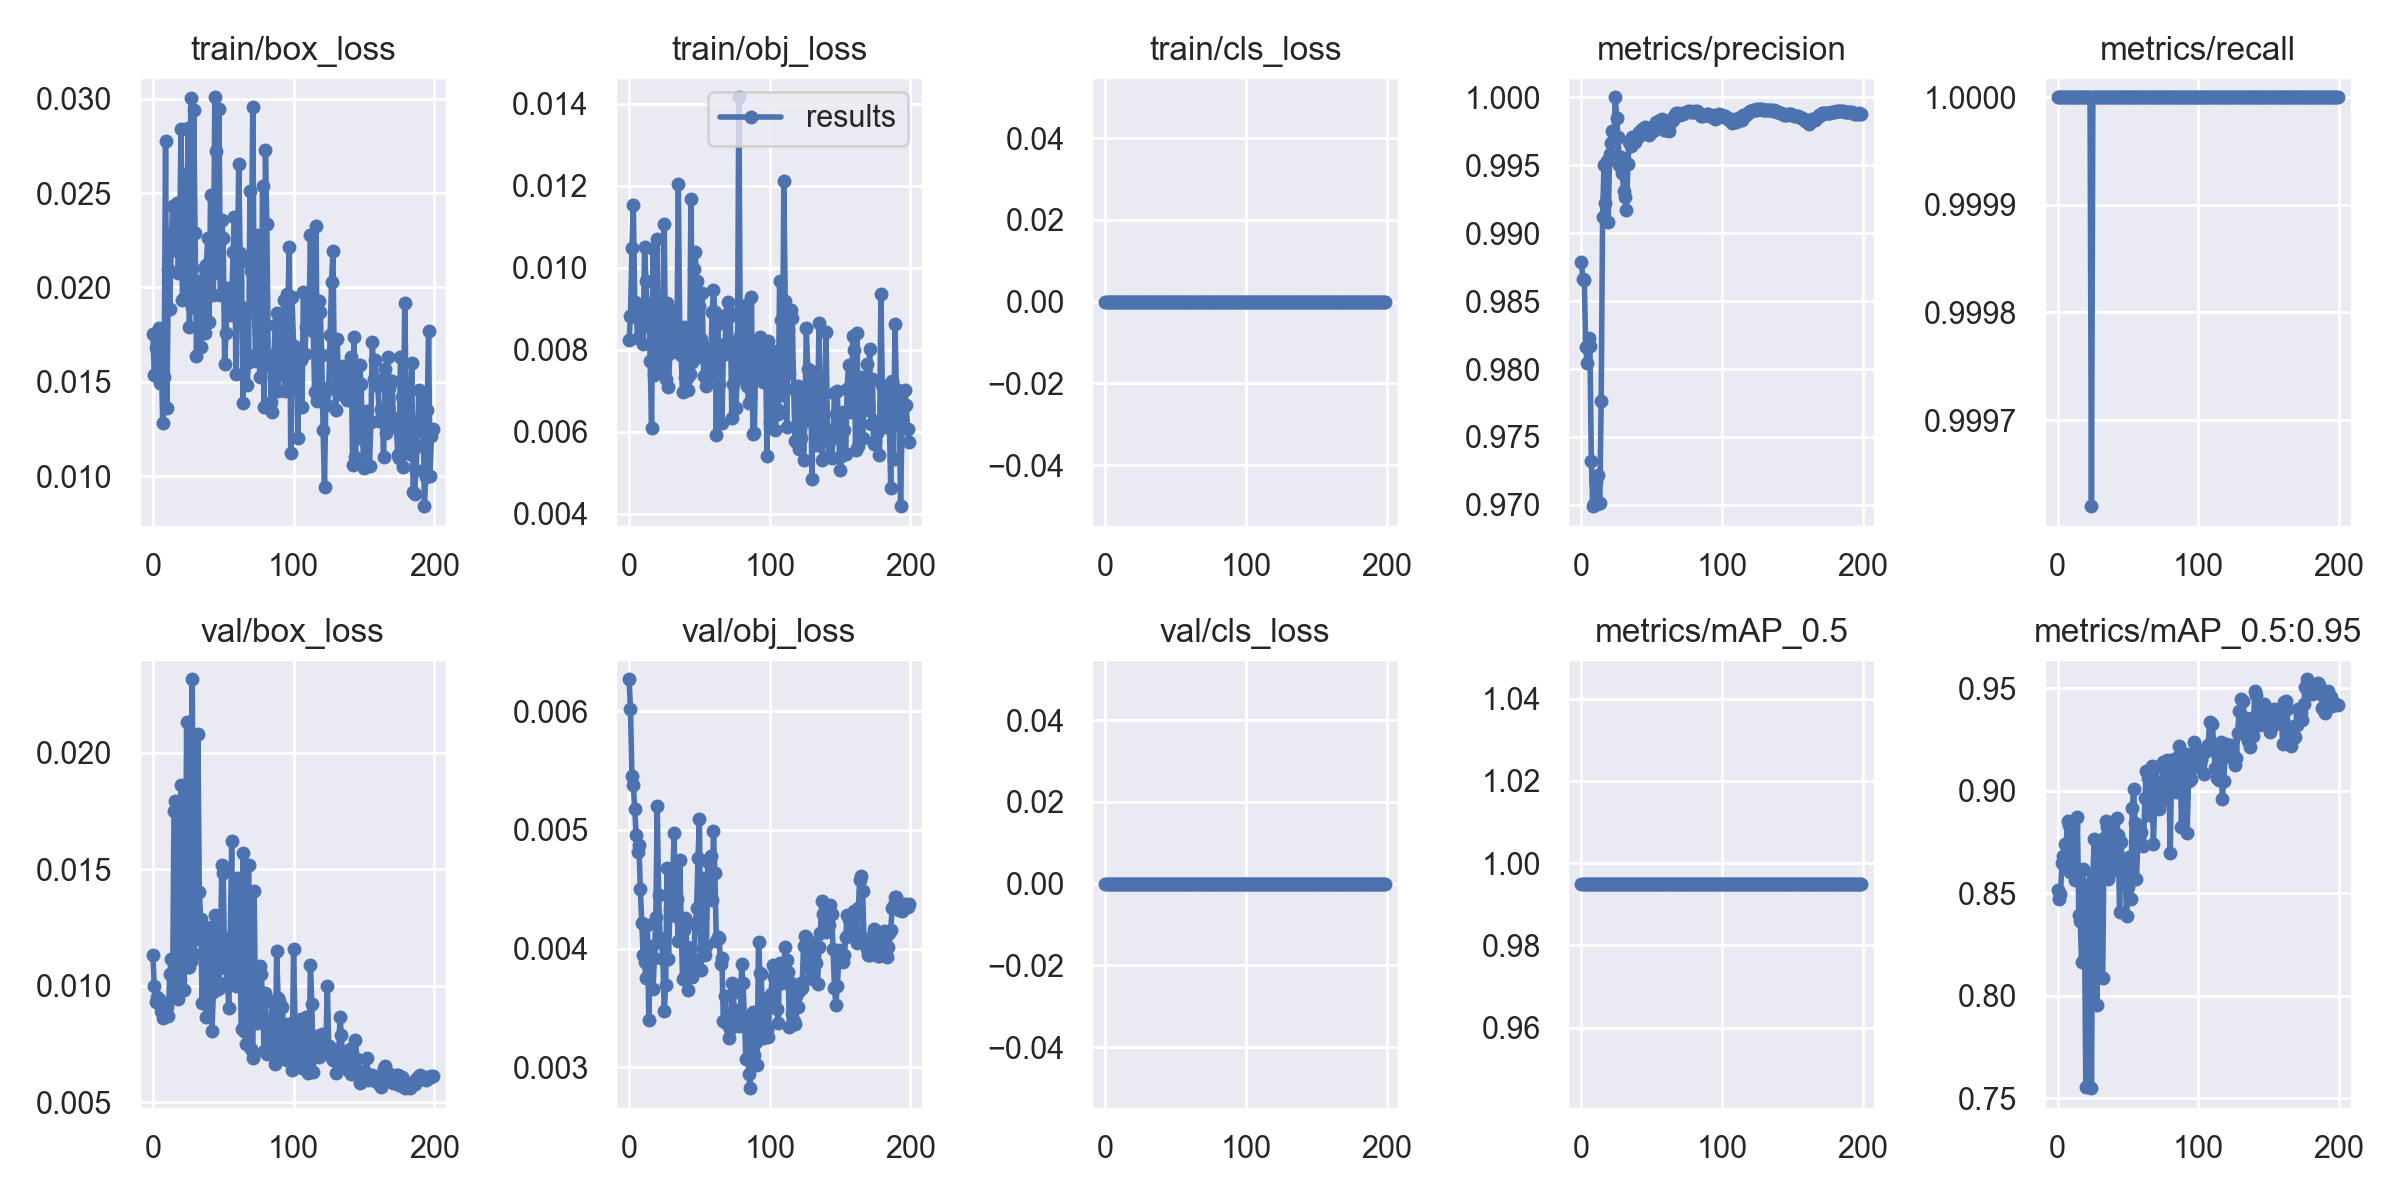 train/box_loss
0.030
0.025
0.020
0.015
0.010
0 100 200
train/obj_loss
results
0.014
0.012
0.010
0.008
0.006
0.004
0 100 200
train/cls_loss
0.04
0.02
0.00
−0.02
−0.04
0 100 200
metrics/precision
1.000
0.995
0.990
0.985
0.980
0.975
0.970
0 100 200
metrics/recall
1.0000
0.9999
0.9998
0.9997
0 100 200
val/box_loss
0.020
0.015
0.010
0.005
0 100 200
val/obj_loss
0.006
0.005
0.004
0.003
0 100 200
val/cls_loss
0.04
0.02
0.00
−0.02
−0.04
0 100 200
metrics/mAP_0.5
1.04
1.02
1.00
0.98
0.96
0 100 200
metrics/mAP_0.5:0.95
0.95
0.90
0.85
0.80
0.75
0 100 200